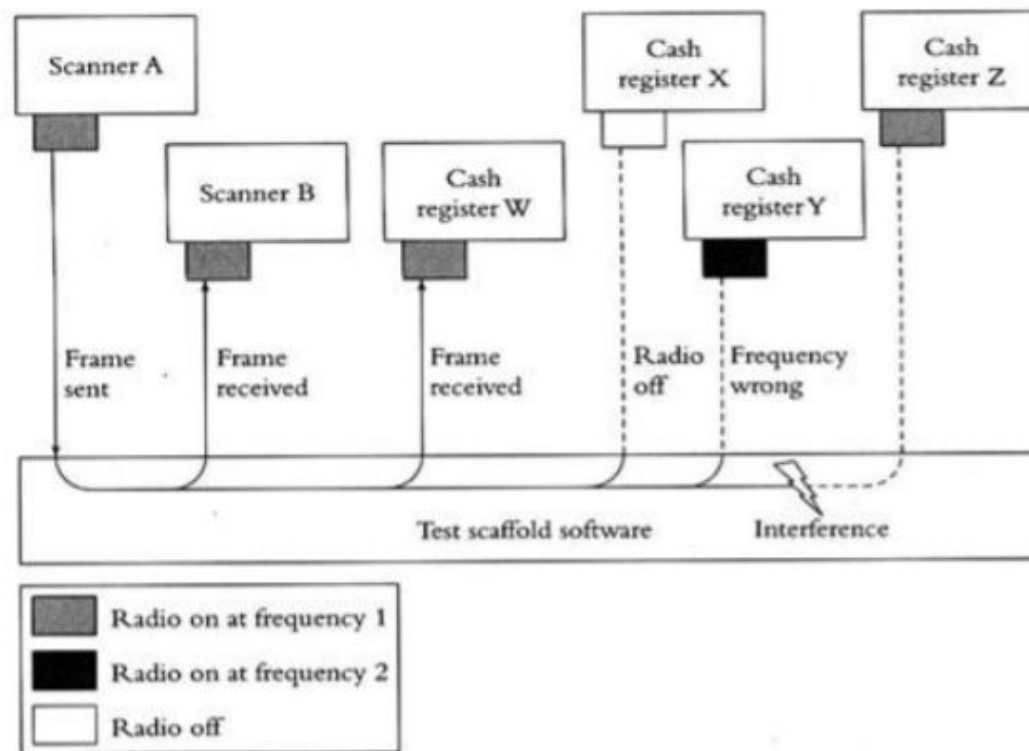 Scanner A
Cash
register X
Cash
register Z
Scanner B
Cash
register W
Cash
register Y
Frame
sent
Frame
received
Frame
received
Radio
off
Frequency
wrong
Test scaffold software
Interference
Radio on at frequency 1
Radio on at frequency 2
Radio off